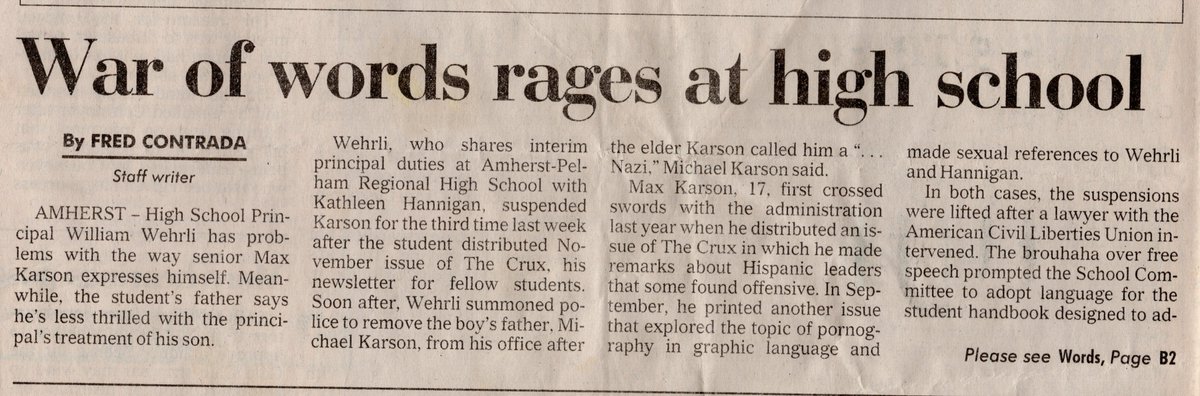 War of words rages at high school
By FRED CONTRADA
Staff writer
AMHERST – High School Prin-
cipal William Wehrli has prob-
lems with the way senior Max
Karson expresses himself. Mean-
while, the student's father says
he's less thrilled with the princi-
pal's treatment of his son.
Wehrli, who shares interim
principal duties at Amherst-Pel-
ham Regional High School with
Kathleen Hannigan, suspended
Karson for the third time last week
after the student distributed No-
vember issue of The Crux, his
newsletter for fellow students.
Soon after, Wehrli summoned po-
lice to remove the boy's father, Mi-
chael Karson, from his office after
the elder Karson called him a “. . .
Nazi,” Michael Karson said.
Max Karson, 17, first crossed
swords with the administration
last year when he distributed an is-
sue of The Crux in which he made
remarks about Hispanic leaders
that some found offensive. In Sep-
tember, he printed another issue
that explored the topic of pornog-
raphy in graphic language and
made sexual references to Wehrli
and Hannigan.
In both cases, the suspensions
were lifted after a lawyer with the
American Civil Liberties Union in-
tervened. The brouhaha over free
speech prompted the School Com-
mittee to adopt language for the
student handbook designed to ad-
Please see Words, Page B2